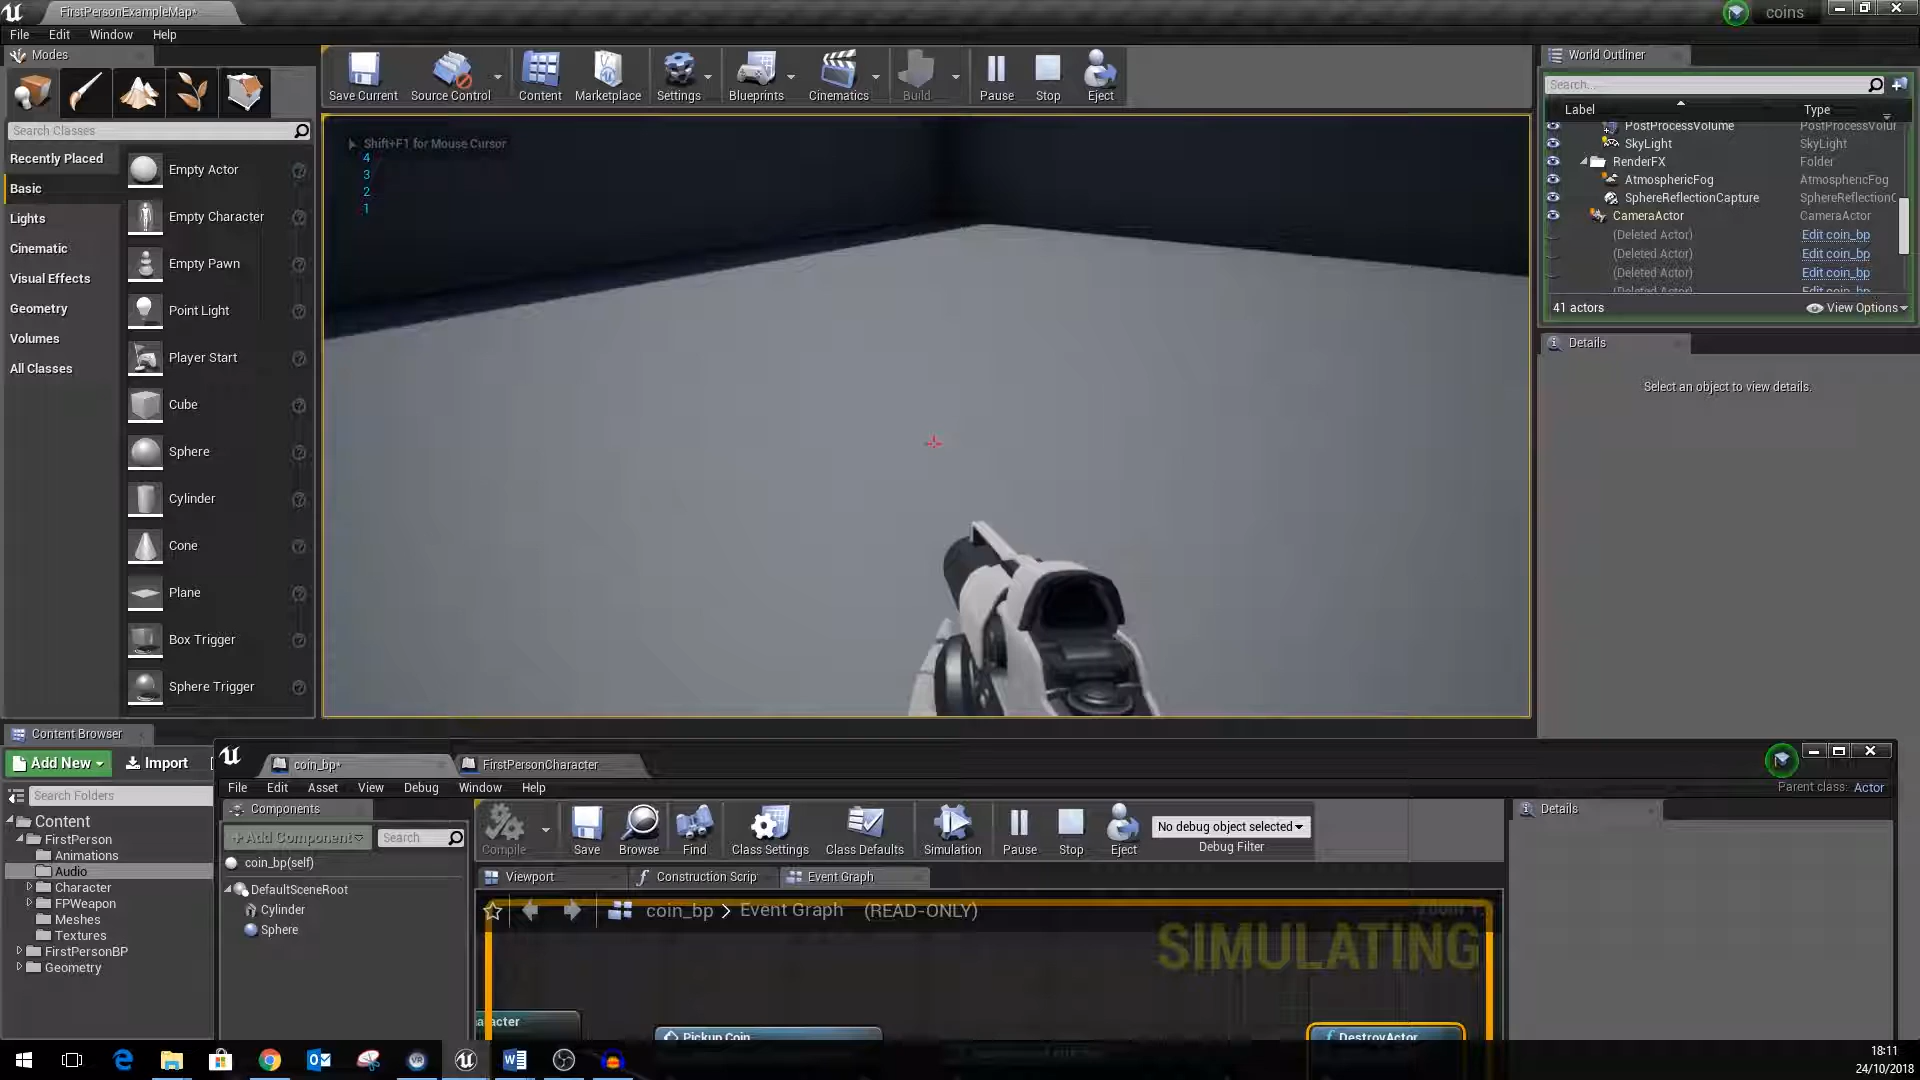 FirstPersonExampleMap*
coins
File Edit Window Help
Modes
Search Classes
Recently Placed
Basic
Lights
Cinematic
Visual Effects
Geometry
Volumes
All Classes
Empty Actor
Empty Character
Empty Pawn
Point Light
Player Start
Cube
Sphere
Cylinder
Cone
Plane
Box Trigger
Sphere Trigger
Save Current Source Control Content Marketplace Settings Blueprints Cinematics Build Pause Stop Eject
Shift+F1 for Mouse Cursor
4
3
2
1
World Outliner
Search...
Label Type
PostProcessVolume PostProcessVolur
SkyLight SkyLight
RenderFX Folder
AtmosphericFog AtmosphericFog
SphereReflectionCapture SphereReflectionC
CameraActor CameraActor
(Deleted Actor) Edit coin_bp
(Deleted Actor) Edit coin_bp
(Deleted Actor) Edit coin_bp
(Deleted Actor) Edit coin_bp
41 actors View Options
Details
Select an object to view details.
Content Browser
Add New Import
Search Folders
Content
FirstPerson
Animations
Audio
Character
FPWeapon
Meshes
Textures
FirstPersonBP
Geometry
coin_bp* FirstPersonCharacter
File Edit Asset View Debug Window Help
Parent class: Actor
Components
+Add Component Search
coin_bp(self)
DefaultSceneRoot
Cylinder
Sphere
Compile Save Browse Find Class Settings Class Defaults Simulation Pause Stop Eject
No debug object selected
Debug Filter
Viewport Construction Scrip Event Graph
coin_bp > Event Graph (READ-ONLY)
SIMULATING
Pickup Coin
DestroyActor
Details
18:11
24/10/2018